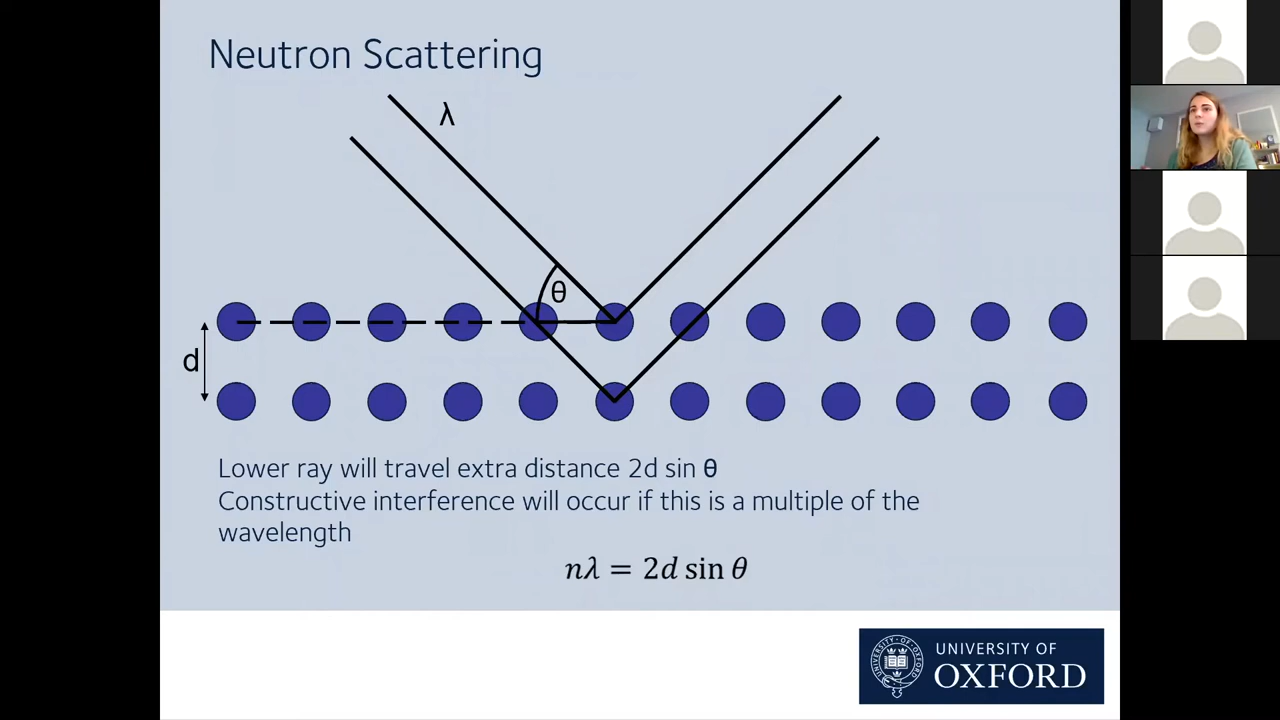 Neutron Scattering
λ
θ
d
Lower ray will travel extra distance 2d sin θ
Constructive interference will occur if this is a multiple of the
wavelength
nλ = 2d sin θ
UNIVERSITY OF
OXFORD